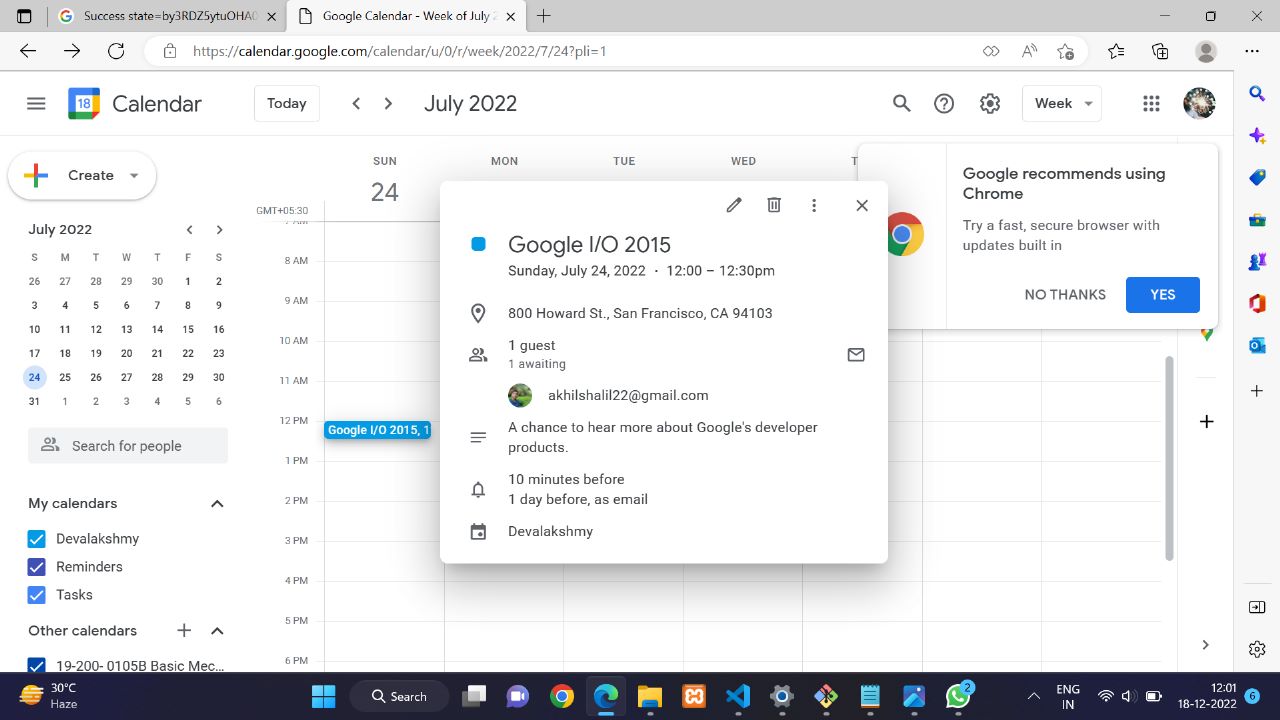 Success state=by3RDZ5ytuOHAO
Google Calendar - Week of July 2
https://calendar.google.com/calendar/u/0/r/week/2022/7/24?pli=1
18
Calendar
Today
July 2022
Week
Create
SUN
MON
TUE
WED
T
24
GMT+05:30
July 2022
S M T W T F S
26 27 28 29 30 1 2
3 4 5 6 7 8 9
10 11 12 13 14 15 16
17 18 19 20 21 22 23
24 25 26 27 28 29 30
31 1 2 3 4 5 6
Search for people
My calendars
Devalakshmy
Reminders
Tasks
Other calendars
19-200- 0105B Basic Mec...
7 AM
8 AM
9 AM
10 AM
11 AM
12 PM
1 PM
2 PM
3 PM
4 PM
5 PM
6 PM
Google I/O 2015, 1
Google I/O 2015
Sunday, July 24, 2022 · 12:00 – 12:30pm
800 Howard St., San Francisco, CA 94103
1 guest
1 awaiting
akhilshalil22@gmail.com
A chance to hear more about Google's developer
products.
10 minutes before
1 day before, as email
Devalakshmy
Google recommends using
Chrome
Try a fast, secure browser with
updates built in
NO THANKS
YES
30°C
Haze
Search
2
ENG
IN
12:01
18-12-2022
6